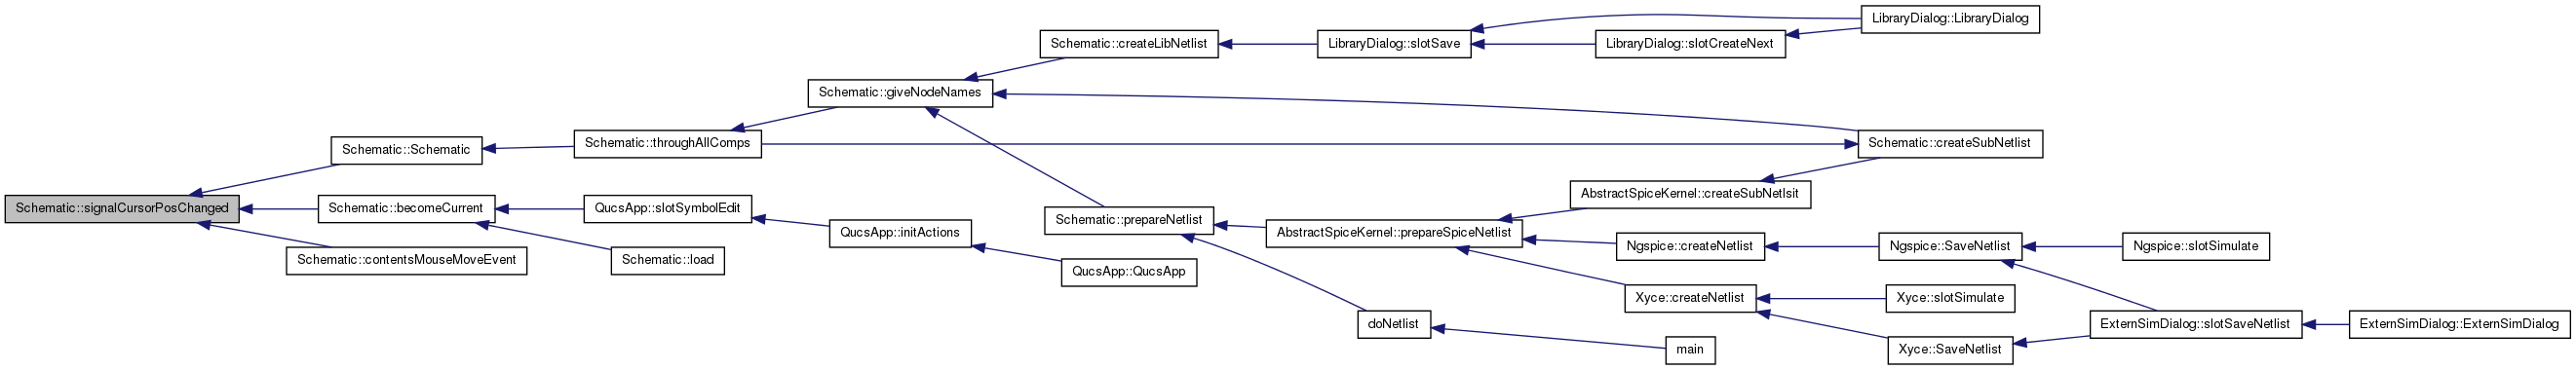 LibraryDialog::LibraryDialog
Schematic::createLibNetlist
LibraryDialog::slotSave
LibraryDialog::slotCreateNext
Schematic::giveNodeNames
Schematic::Schematic
Schematic::throughAllComps
Schematic::createSubNetlist
AbstractSpiceKernel::createSubNetlsit
Schematic::signalCursorPosChanged
Schematic::becomeCurrent
QucsApp::slotSymbolEdit
Schematic::prepareNetlist
QucsApp::initActions
AbstractSpiceKernel::prepareSpiceNetlist
Ngspice::createNetlist
Ngspice::SaveNetlist
Ngspice::slotSimulate
Schematic::contentsMouseMoveEvent
Schematic::load
QucsApp::QucsApp
Xyce::createNetlist
Xyce::slotSimulate
doNetlist
ExternSimDialog::slotSaveNetlist
ExternSimDialog::ExternSimDialog
main
Xyce::SaveNetlist